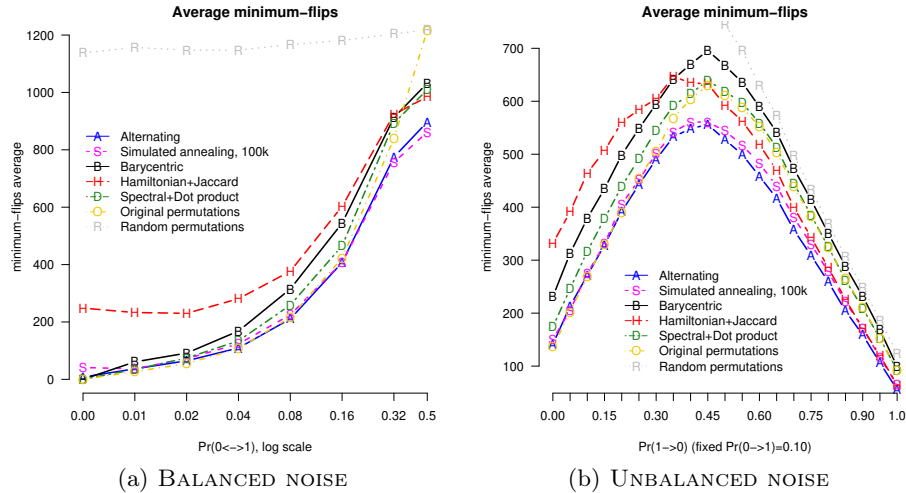 Average minimum−flips
minimum−flips average
1200
1000
800
600
400
200
0
A Alternating
S Simulated annealing, 100k
B Barycentric
H Hamiltonian+Jaccard
D Spectral+Dot product
O Original permutations
R Random permutations
0.00 0.01 0.02 0.04 0.08 0.16 0.32 0.5
Pr(0<−>1), log scale
(a) BALANCED NOISE
Average minimum−flips
minimum−flips average
700
600
500
400
300
200
100
A Alternating
S Simulated annealing, 100k
B Barycentric
H Hamiltonian+Jaccard
D Spectral+Dot product
O Original permutations
R Random permutations
0.00 0.15 0.30 0.45 0.60 0.75 0.90 1.0
Pr(1−>0) (fixed Pr(0−>1)=0.10)
(b) UNBALANCED NOISE